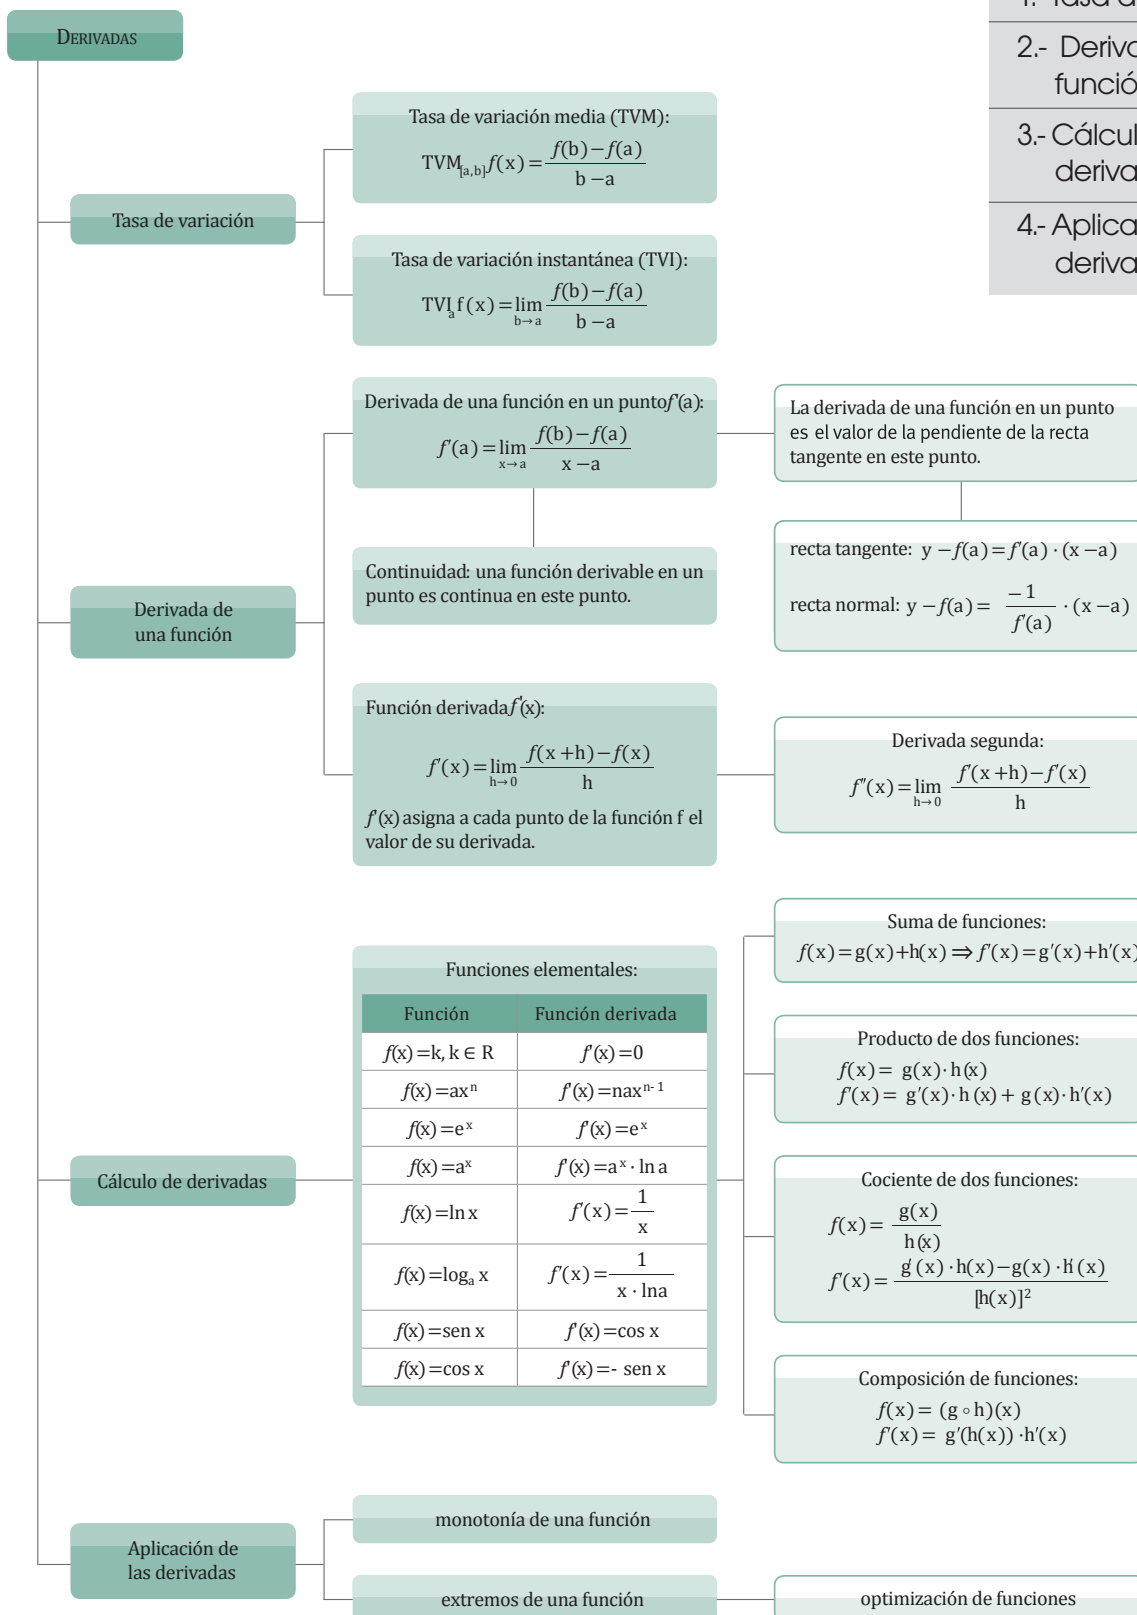 DERIVADAS
2.- Deriva
3.- Cálcul
deriva
4.- Aplica
deriva
Tasa de variación
Tasa de variación media (TVM):
TVM[a,b]f(x) = f(b) − f(a) / b − a
Tasa de variación instantánea (TVI):
TVIa f(x) = lim b→a f(b) − f(a) / b − a
Derivada de
una función
Derivada de una función en un punto f'(a):
f'(a) = lim x→a f(b) − f(a) / x − a
La derivada de una función en un punto
es el valor de la pendiente de la recta
tangente en este punto.
Continuidad: una función derivable en un
punto es continua en este punto.
recta tangente: y − f(a) = f'(a) · (x − a)
recta normal: y − f(a) = −1 / f'(a) · (x − a)
Función derivada f'(x):
f'(x) = lim h→0 f(x + h) − f(x) / h
f'(x) asigna a cada punto de la función f el
valor de su derivada.
Derivada segunda:
f''(x) = lim h→0 f'(x + h) − f'(x) / h
Cálculo de derivadas
Funciones elementales:
Función Función derivada
f(x) = k, k ∈ R f'(x) = 0
f(x) = axⁿ f'(x) = naxⁿ⁻¹
f(x) = eˣ f'(x) = eˣ
f(x) = aˣ f'(x) = aˣ · ln a
f(x) = ln x f'(x) = 1 / x
f(x) = logₐ x f'(x) = 1 / x · lna
f(x) = sen x f'(x) = cos x
f(x) = cos x f'(x) = - sen x
Suma de funciones:
f(x) = g(x) + h(x) ⇒ f'(x) = g'(x) + h'(x)
Producto de dos funciones:
f(x) = g(x) · h(x)
f'(x) = g'(x) · h(x) + g(x) · h'(x)
Cociente de dos funciones:
f(x) = g(x) / h(x)
f'(x) = g'(x) · h(x) − g(x) · h'(x) / [h(x)]²
Composición de funciones:
f(x) = (g ∘ h)(x)
f'(x) = g'(h(x)) · h'(x)
Aplicación de
las derivadas
monotonía de una función
extremos de una función
optimización de funciones